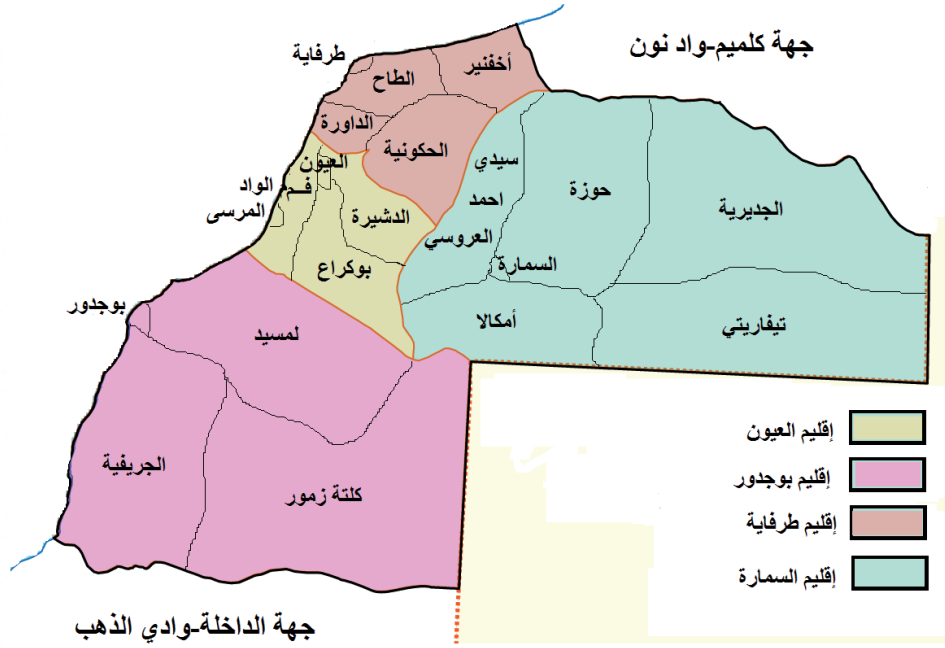 جهة كلميم-واد نون
طرفاية
أخفنير
الطاح
الداورة
الحكونية
سيدي
احمد
العروسي
حوزة
الجديرية
العيون
فم الواد
المرسى
الدشيرة
بوكراع
السمارة
أمكالا
تيفاريتي
بوجدور
لمسيد
الجريفية
كلتة زمور
إقليم العيون
إقليم بوجدور
إقليم طرفاية
إقليم السمارة
جهة الداخلة-وادي الذهب